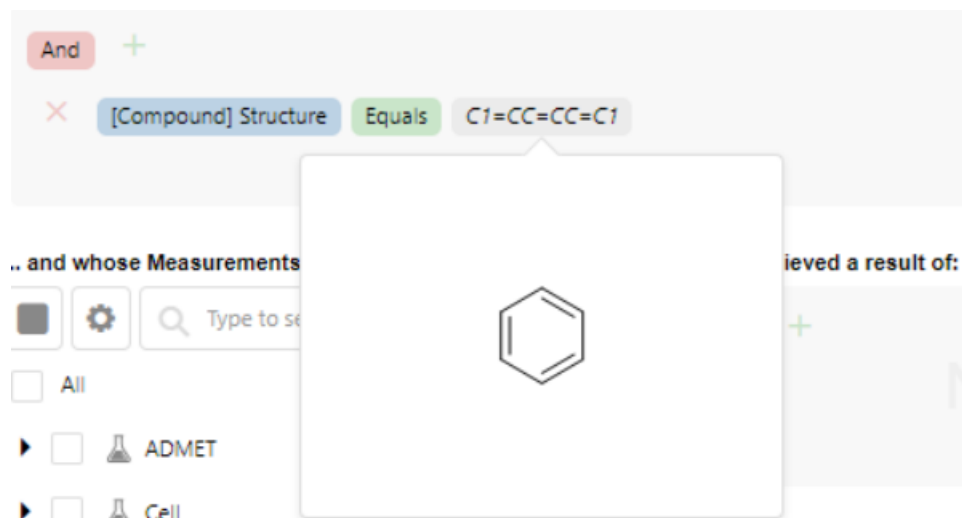 And +
[Compound] Structure Equals C1=CC=CC=C1
.. and whose Measurements
ieved a result of:
Type to se
All
ADMET
Cell